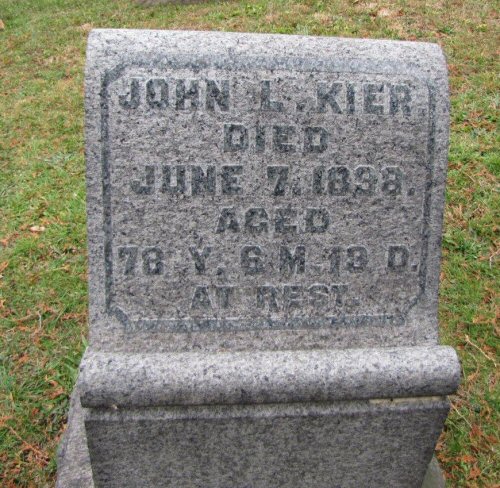 JOHN L. KIER.
DIED
JUNE 7, 1898.
AGED
78 Y. 6 M. 19 D.
AT REST.